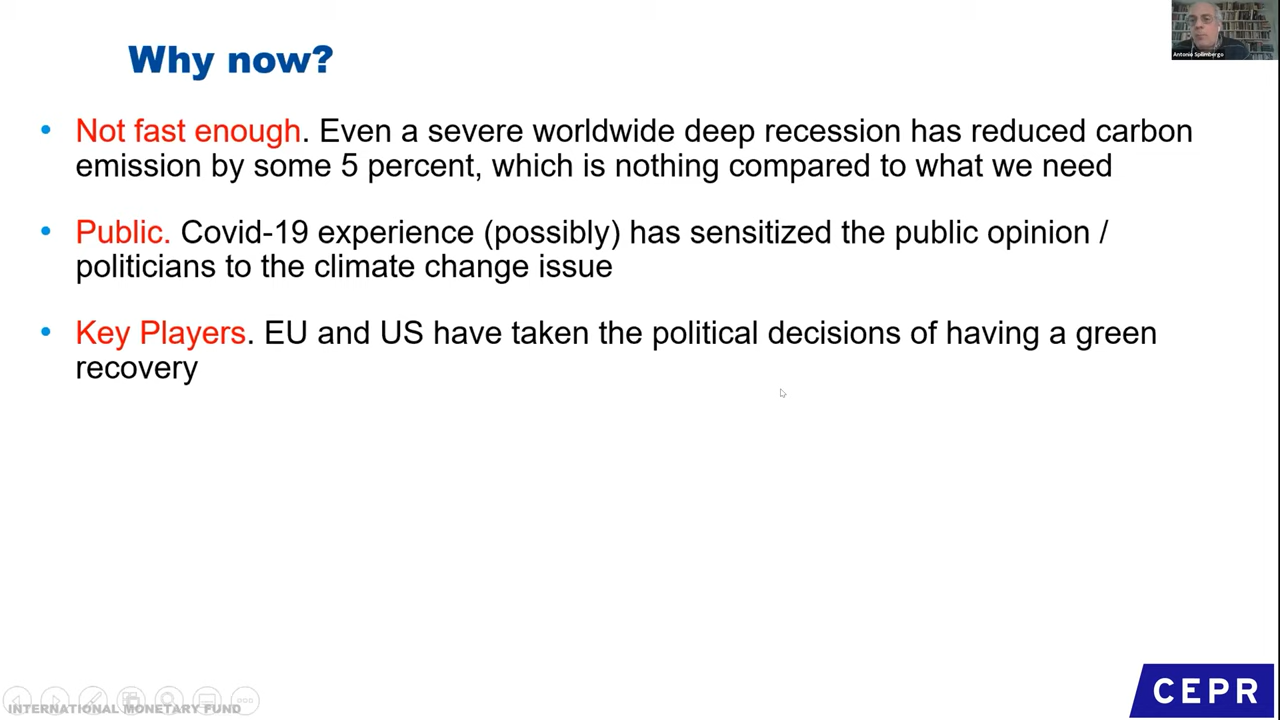 Why now?
Antonio Spilimbergo
• Not fast enough. Even a severe worldwide deep recession has reduced carbon
emission by some 5 percent, which is nothing compared to what we need
• Public. Covid-19 experience (possibly) has sensitized the public opinion /
politicians to the climate change issue
• Key Players. EU and US have taken the political decisions of having a green
recovery
INTERNATIONAL MONETARY FUND
CEPR